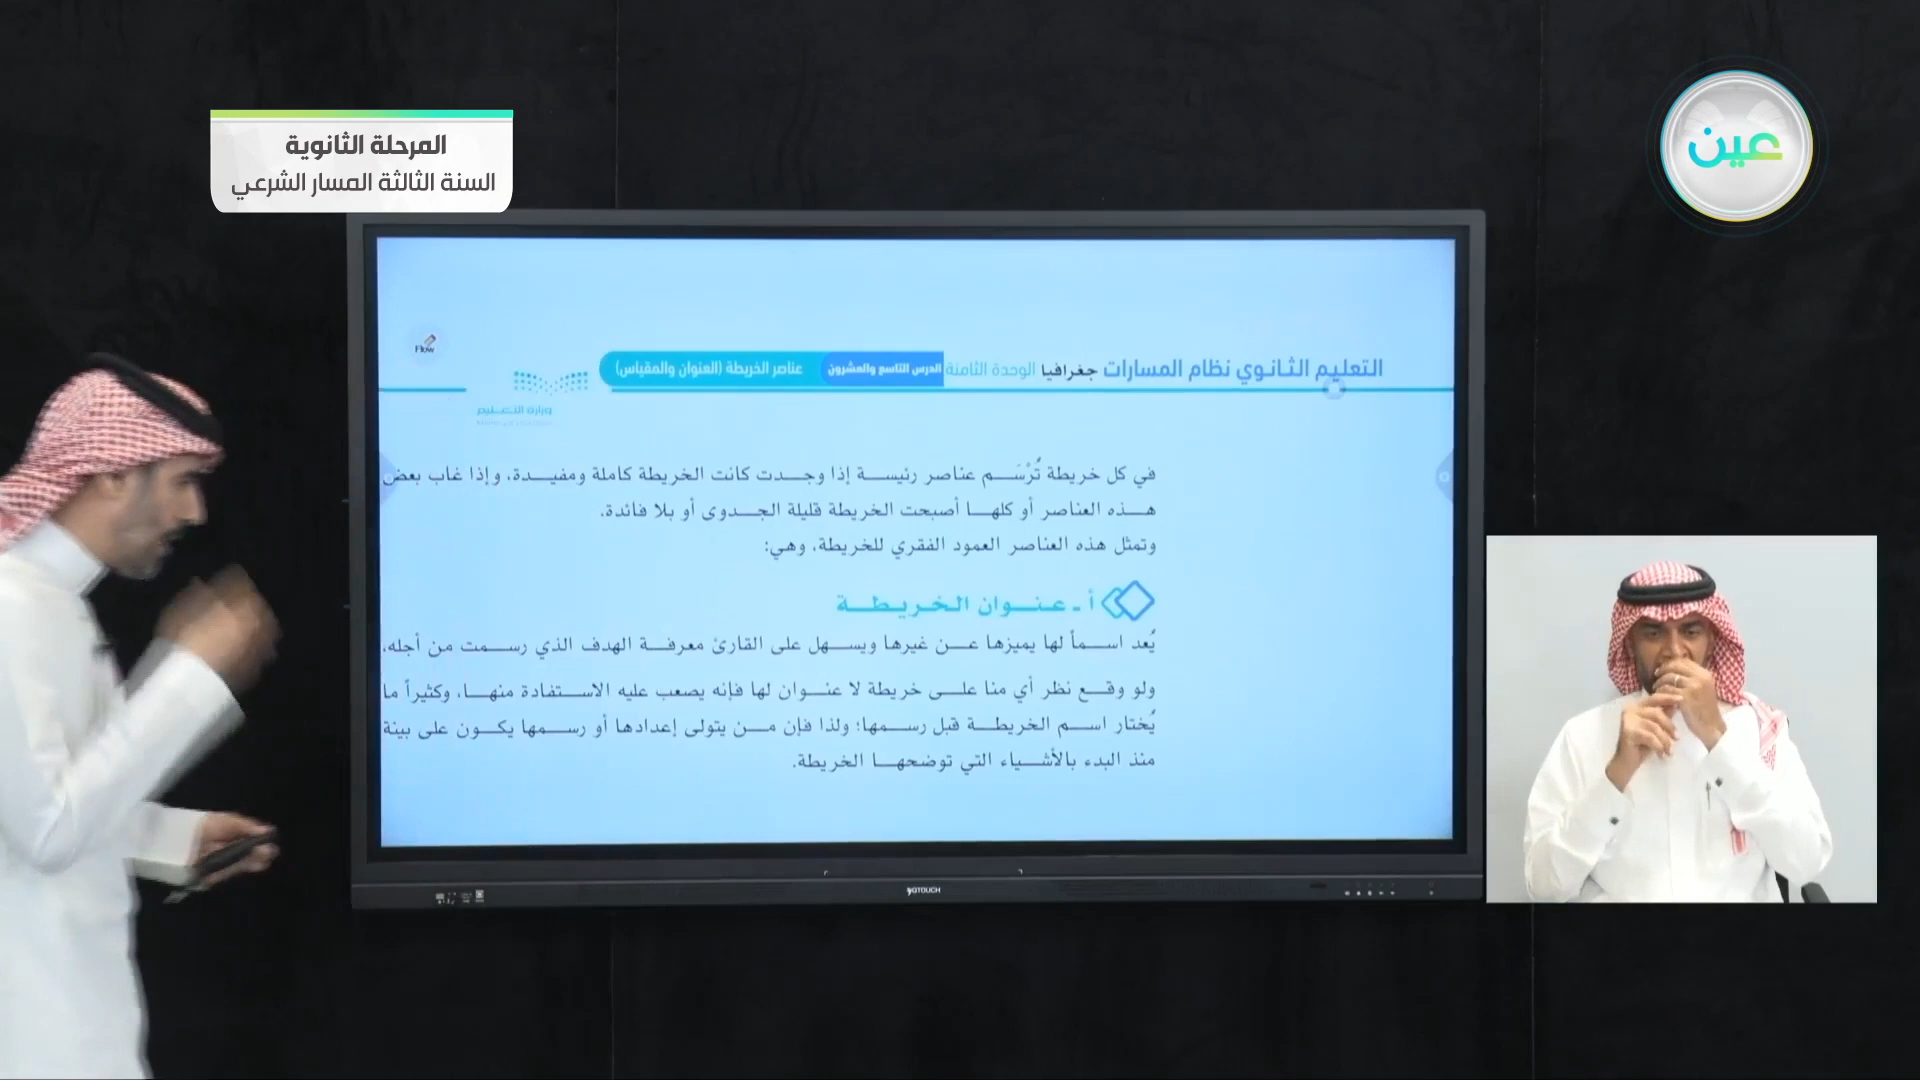 المرحلة الثانوية
السنة الثالثة المسار الشرعي
عين
Flow
التعليم الثانوي نظام المسارات جغرافيا الوحدة الثامنة الدرس التاسع والعشرون عناصر الخريطة (العنوان والمقياس)
وزارة التعليم
في كل خريطة تُرْسَم عناصر رئيسة إذا وجدت كانت الخريطة كاملة ومفيدة، وإذا غاب بعض
هذه العناصر أو كلها أصبحت الخريطة قليلة الجدوى أو بلا فائدة.
وتمثل هذه العناصر العمود الفقري للخريطة، وهي:
أ - عنوان الخريطة
يُعد اسماً لها يميزها عن غيرها ويسهل على القارئ معرفة الهدف الذي رسمت من أجله،
ولو وقع نظر أي منا على خريطة لا عنوان لها فإنه يصعب عليه الاستفادة منها، وكثيراً ما
يُختار اسم الخريطة قبل رسمها؛ ولذا فإن من يتولى إعدادها أو رسمها يكون على بينة
منذ البدء بالأشياء التي توضحها الخريطة.